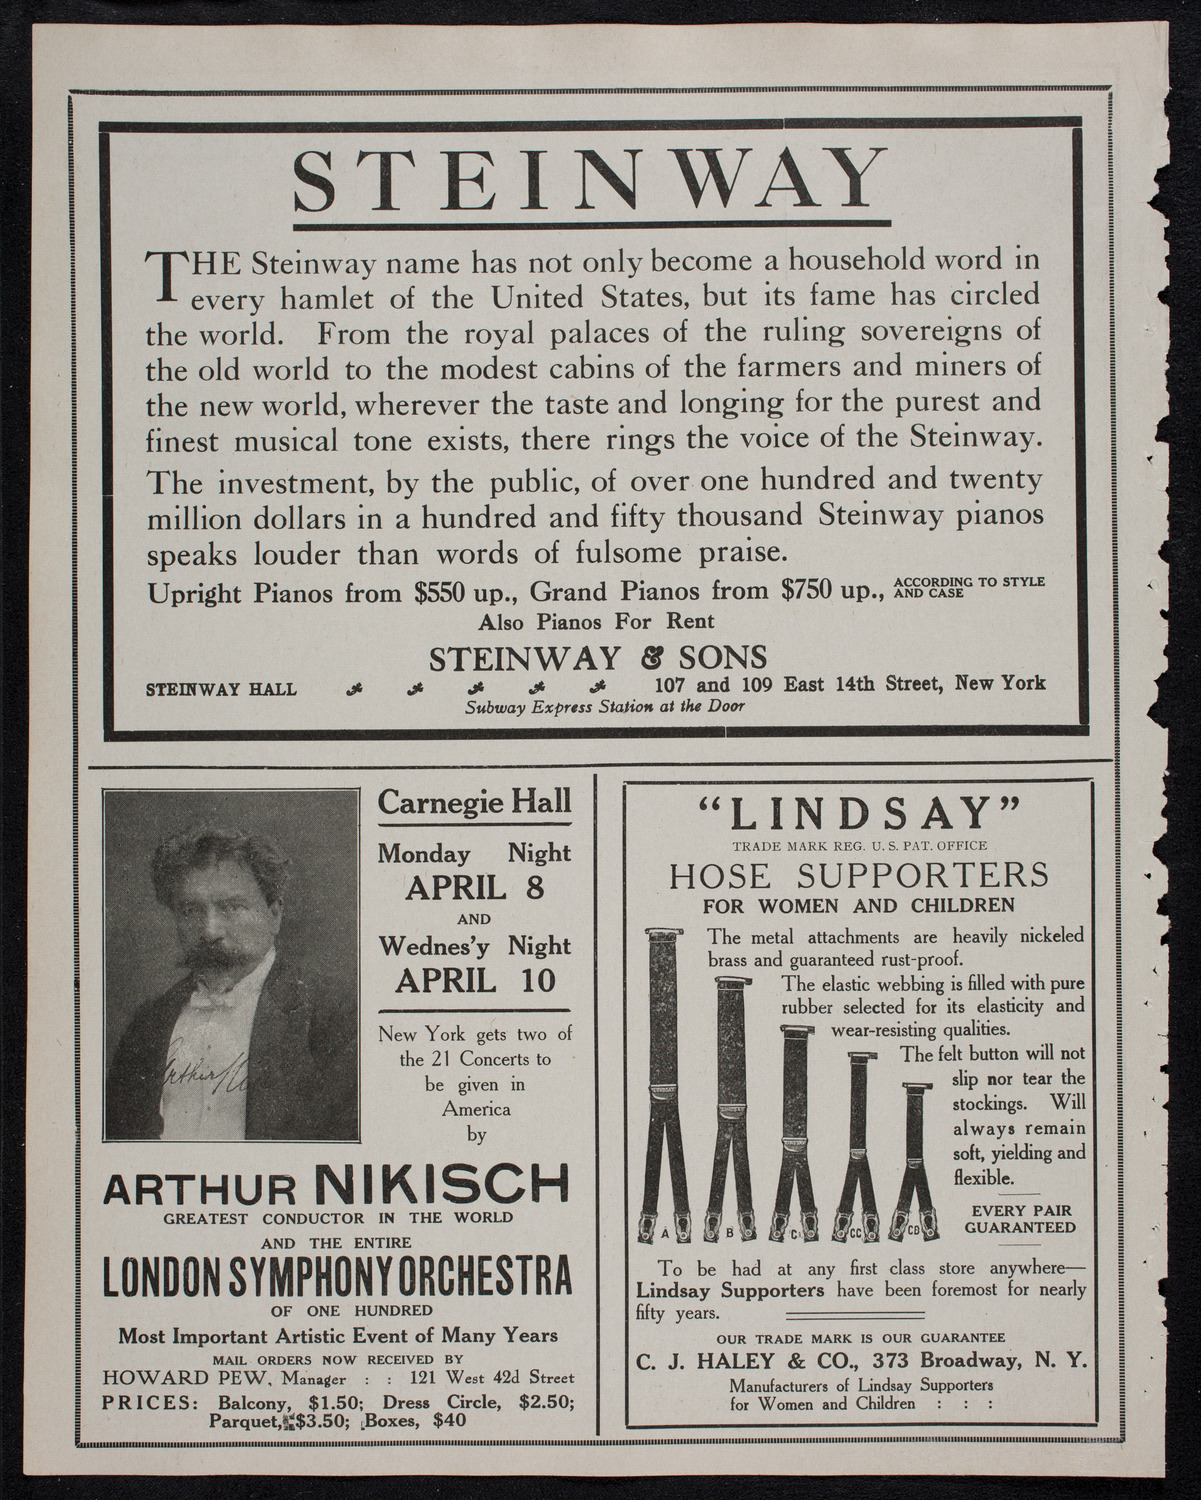 STEINWAY
THE Steinway name has not only become a household word in
every hamlet of the United States, but its fame has circled
the world. From the royal palaces of the ruling sovereigns of
the old world to the modest cabins of the farmers and miners of
the new world, wherever the taste and longing for the purest and
finest musical tone exists, there rings the voice of the Steinway.
The investment, by the public, of over one hundred and twenty
million dollars in a hundred and fifty thousand Steinway pianos
speaks louder than words of fulsome praise.
Upright Pianos from $550 up., Grand Pianos from $750 up., ACCORDING TO STYLE
AND CASE
Also Pianos For Rent
STEINWAY & SONS
STEINWAY HALL 107 and 109 East 14th Street, New York
Subway Express Station at the Door
Carnegie Hall
Monday Night
APRIL 8
AND
Wednes'y Night
APRIL 10
New York gets two of
the 21 Concerts to
be given in
America
by
ARTHUR NIKISCH
GREATEST CONDUCTOR IN THE WORLD
AND THE ENTIRE
LONDON SYMPHONY ORCHESTRA
OF ONE HUNDRED
Most Important Artistic Event of Many Years
MAIL ORDERS NOW RECEIVED BY
HOWARD PEW, Manager : : 121 West 42d Street
PRICES: Balcony, $1.50; Dress Circle, $2.50;
Parquet, $3.50; Boxes, $40
"LINDSAY"
TRADE MARK REG. U. S. PAT. OFFICE
HOSE SUPPORTERS
FOR WOMEN AND CHILDREN
The metal attachments are heavily nickeled
brass and guaranteed rust-proof.
The elastic webbing is filled with pure
rubber selected for its elasticity and
wear-resisting qualities.
The felt button will not
slip nor tear the
stockings. Will
always remain
soft, yielding and
flexible.
EVERY PAIR
GUARANTEED
A B C CC CB
To be had at any first class store anywhere—
Lindsay Supporters have been foremost for nearly
fifty years.
OUR TRADE MARK IS OUR GUARANTEE
C. J. HALEY & CO., 373 Broadway, N. Y.
Manufacturers of Lindsay Supporters
for Women and Children : : :